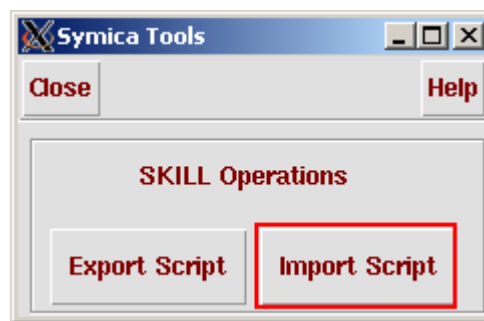 Symica Tools
Close Help
SKILL Operations
Export Script Import Script